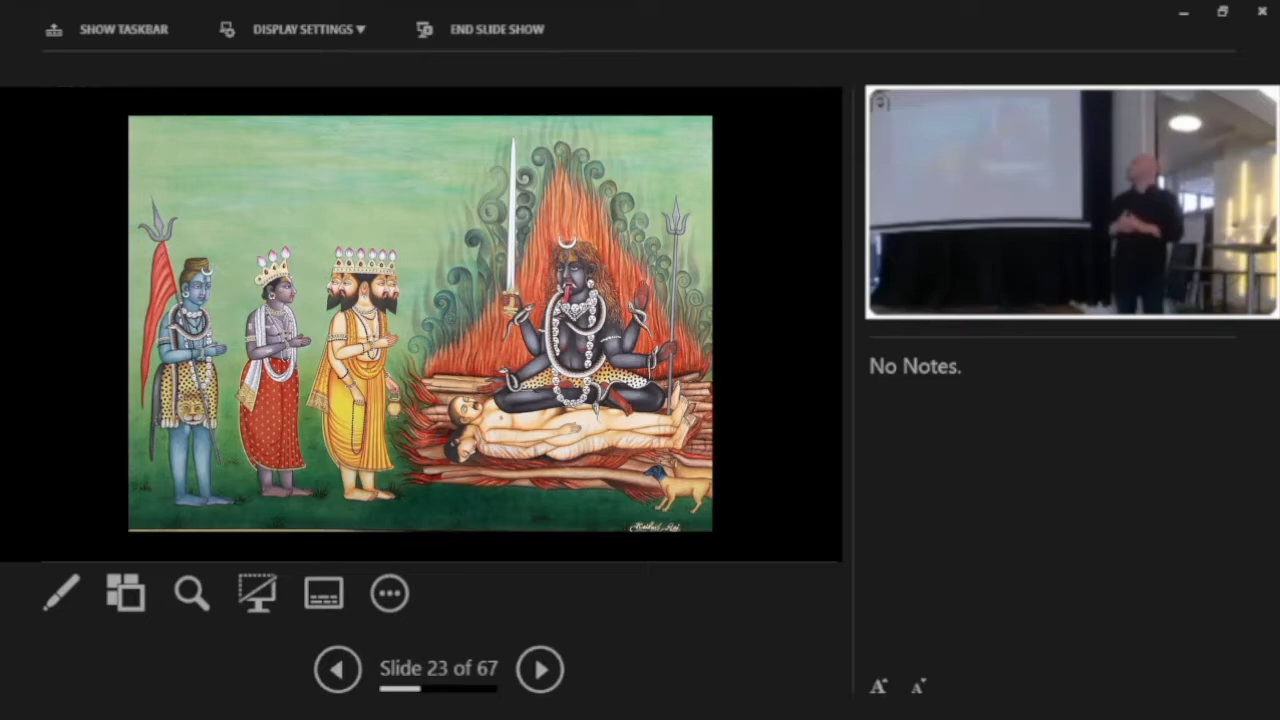 SHOW TASKBAR
DISPLAY SETTINGS
END SLIDE SHOW
No Notes.
Slide 23 of 67
A
A